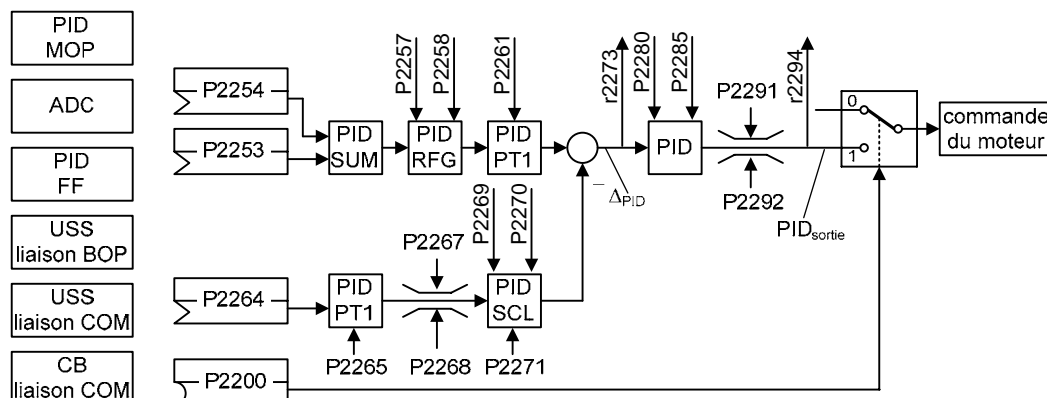 PID
MOP
ADC
PID
FF
USS
liaison BOP
USS
liaison COM
CB
liaison COM
P2254
P2253
P2264
P2200
PID
SUM
P2257
P2258
PID
RFG
P2261
PID
PT1
r2273
P2280
P2285
– ΔPID
PID
P2291
P2292
r2294
PIDsortie
0
1
commande
du moteur
PID
PT1
P2265
P2267
P2268
P2269
P2270
PID
SCL
P2271